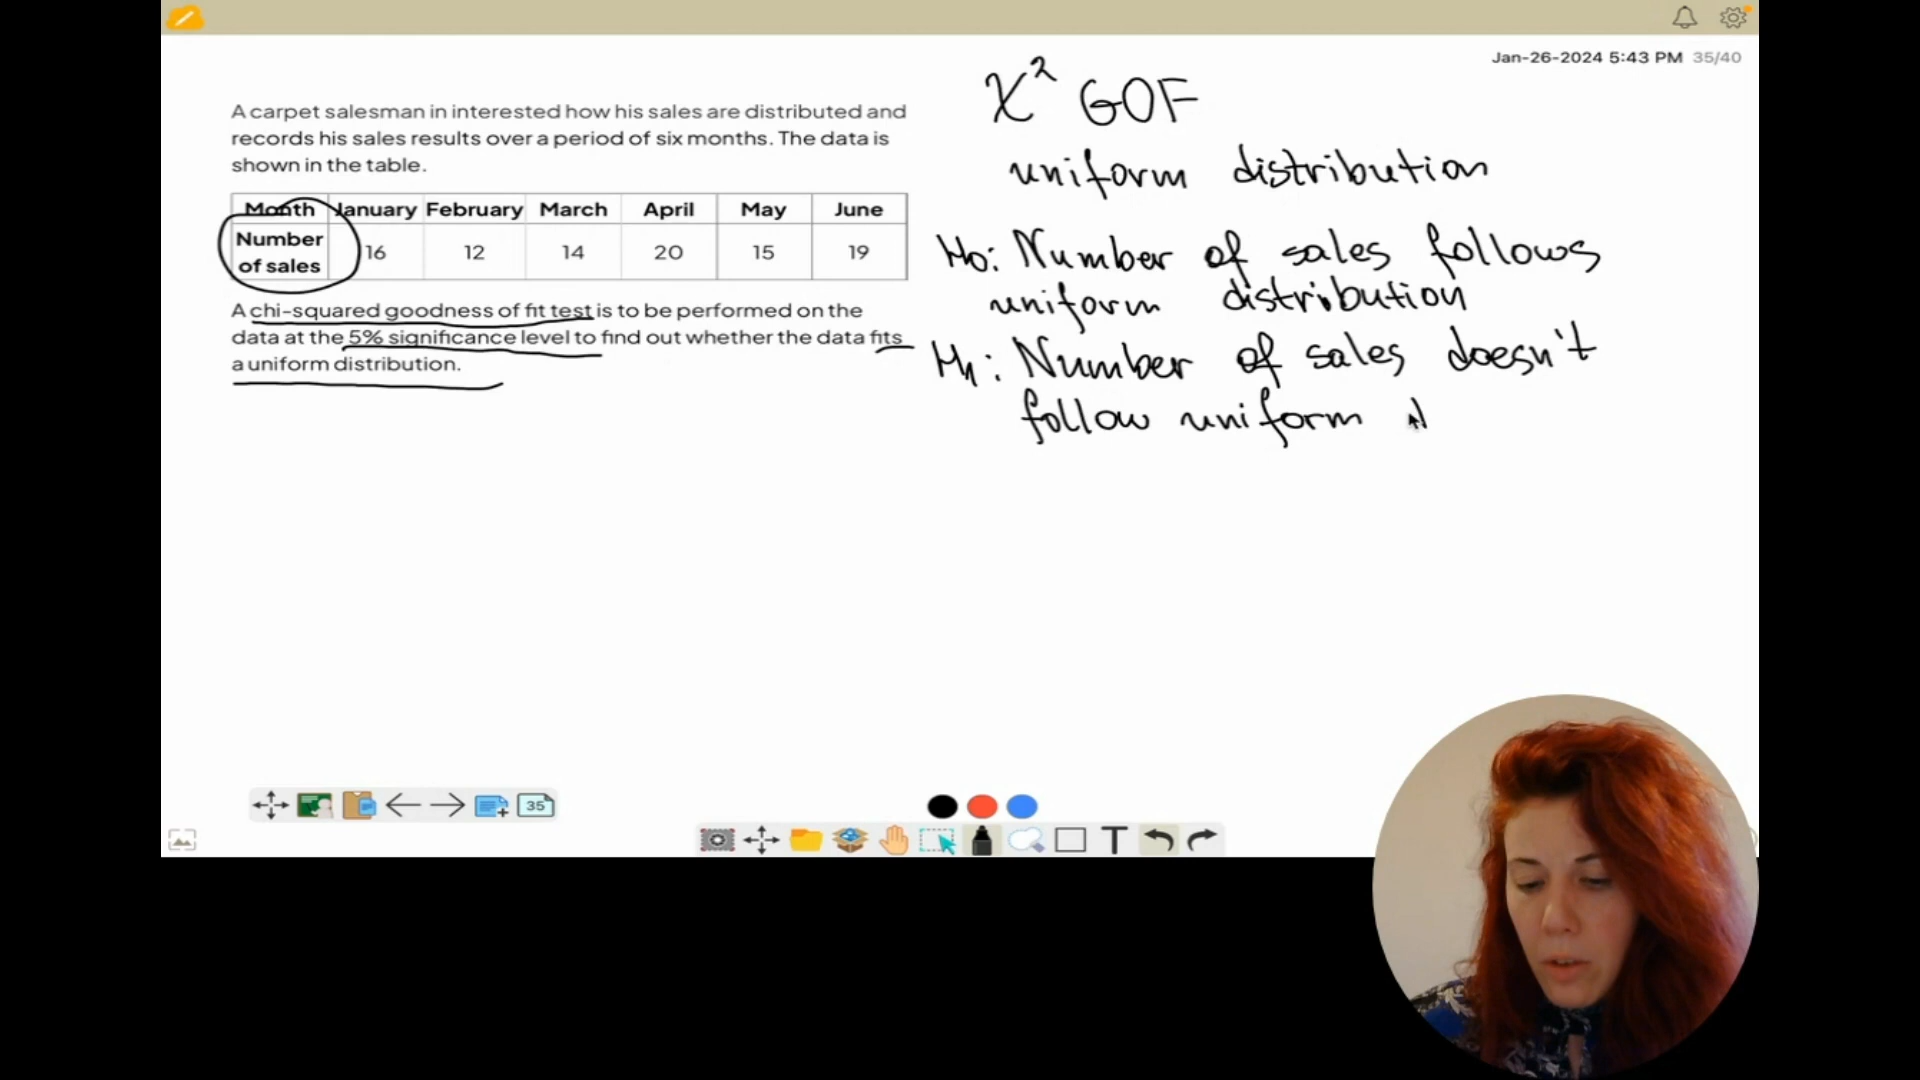 Jan-26-2024 5:43 PM 35/40
A carpet salesman in interested how his sales are distributed and
records his sales results over a period of six months. The data is
shown in the table.
Month January February March April May June
Number
of sales 16 12 14 20 15 19
A chi-squared goodness of fit test is to be performed on the
data at the 5% significance level to find out whether the data fits
a uniform distribution.
χ² GOF
uniform distribution
H₀: Number of sales follows
uniform distribution
H₁: Number of sales doesn't
follow uniform
35
T